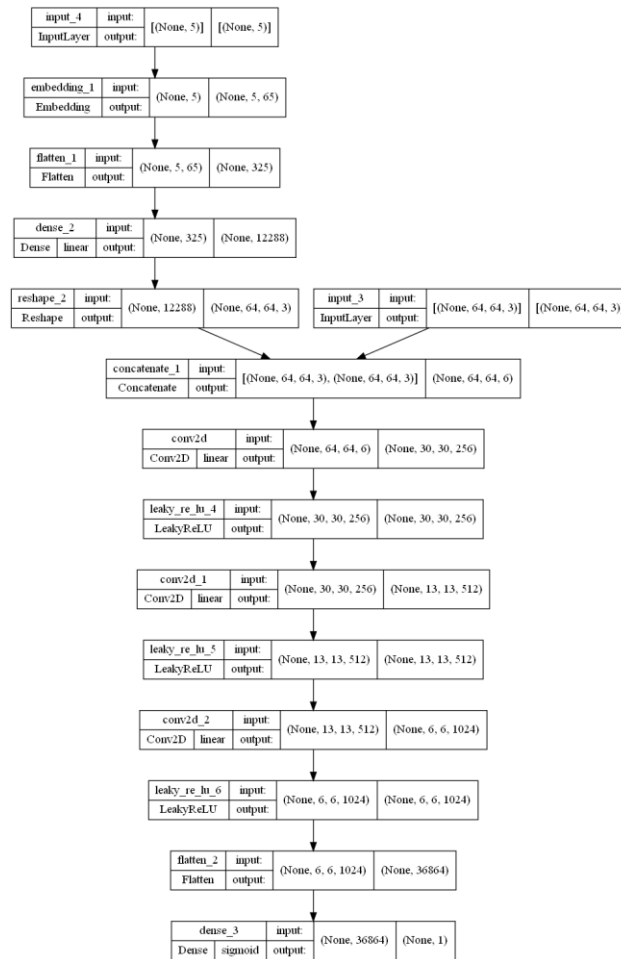 input_4 input: [(None, 5)] [(None, 5)]
InputLayer output:
embedding_1 input: (None, 5) (None, 5, 65)
Embedding output:
flatten_1 input: (None, 5, 65) (None, 325)
Flatten output:
dense_2 input: (None, 325) (None, 12288)
Dense linear output:
reshape_2 input: (None, 12288) (None, 64, 64, 3)
Reshape output:
input_3 input: [(None, 64, 64, 3)] [(None, 64, 64, 3)]
InputLayer output:
concatenate_1 input: [(None, 64, 64, 3), (None, 64, 64, 3)] (None, 64, 64, 6)
Concatenate output:
conv2d input: (None, 64, 64, 6) (None, 30, 30, 256)
Conv2D linear output:
leaky_re_lu_4 input: (None, 30, 30, 256) (None, 30, 30, 256)
LeakyReLU output:
conv2d_1 input: (None, 30, 30, 256) (None, 13, 13, 512)
Conv2D linear output:
leaky_re_lu_5 input: (None, 13, 13, 512) (None, 13, 13, 512)
LeakyReLU output:
conv2d_2 input: (None, 13, 13, 512) (None, 6, 6, 1024)
Conv2D linear output:
leaky_re_lu_6 input: (None, 6, 6, 1024) (None, 6, 6, 1024)
LeakyReLU output:
flatten_2 input: (None, 6, 6, 1024) (None, 36864)
Flatten output:
dense_3 input: (None, 36864) (None, 1)
Dense sigmoid output: